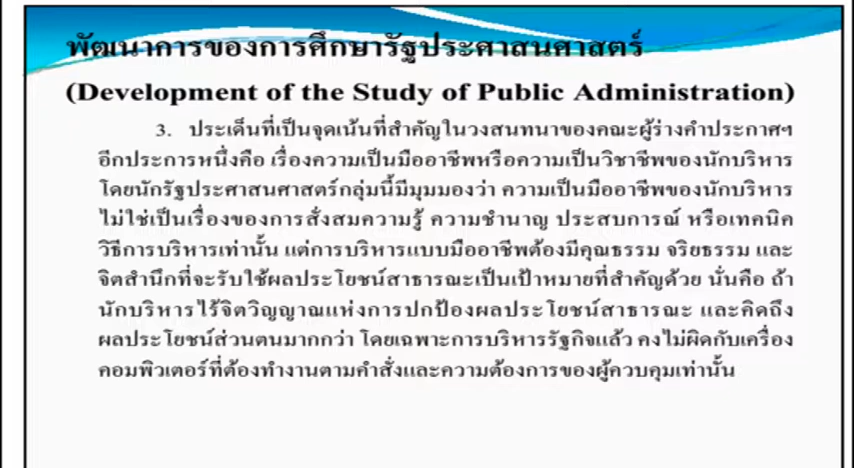 พัฒนาการของการศึกษารัฐประศาสนศาสตร์
(Development of the Study of Public Administration)
3. ประเด็นที่เป็นจุดเน้นที่สำคัญในวงสนทนาของคณะผู้ร่างคำประกาศฯ
อีกประการหนึ่งคือ เรื่องความเป็นมืออาชีพหรือความเป็นวิชาชีพของนักบริหาร
โดยนักรัฐประศาสนศาสตร์กลุ่มนี้มีมุมมองว่า ความเป็นมืออาชีพของนักบริหาร
ไม่ใช่เป็นเรื่องของการสั่งสมความรู้ ความชำนาญ ประสบการณ์ หรือเทคนิค
วิธีการบริหารเท่านั้น แต่การบริหารแบบมืออาชีพต้องมีคุณธรรม จริยธรรม และ
จิตสำนึกที่จะรับใช้ผลประโยชน์สาธารณะเป็นเป้าหมายที่สำคัญด้วย นั่นคือ ถ้า
นักบริหารไร้จิตวิญญาณแห่งการปกป้องผลประโยชน์สาธารณะ และคิดถึง
ผลประโยชน์ส่วนตนมากกว่า โดยเฉพาะการบริหารรัฐกิจแล้ว คงไม่ผิดกับเครื่อง
คอมพิวเตอร์ที่ต้องทำงานตามคำสั่งและความต้องการของผู้ควบคุมเท่านั้น